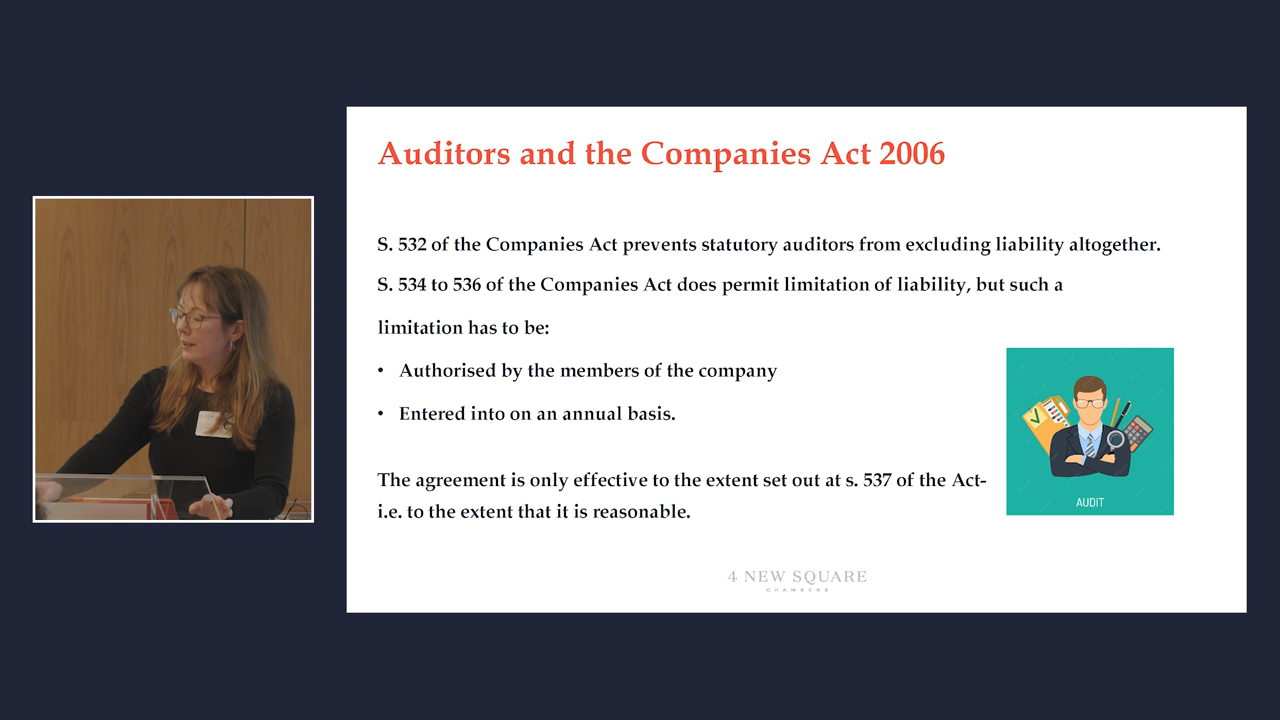 Auditors and the Companies Act 2006
S. 532 of the Companies Act prevents statutory auditors from excluding liability altogether.
S. 534 to 536 of the Companies Act does permit limitation of liability, but such a
limitation has to be:
• Authorised by the members of the company
• Entered into on an annual basis.
The agreement is only effective to the extent set out at s. 537 of the Act-
i.e. to the extent that it is reasonable.
AUDIT
4 NEW SQUARE
CHAMBERS